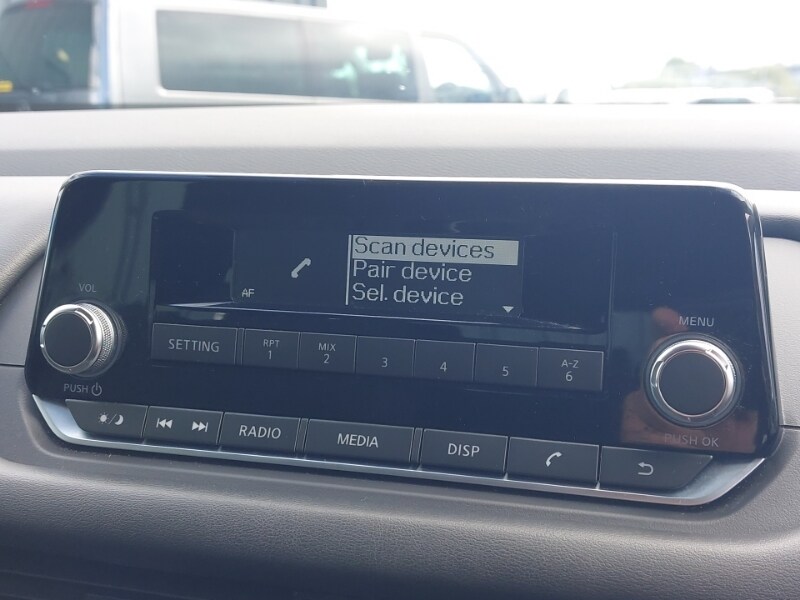 Scan devices
Pair device
Sel. device
AF
VOL
PUSH
MENU
PUSH OK
SETTING
RPT
1
MIX
2
3
4
5
A-Z
6
RADIO
MEDIA
DISP